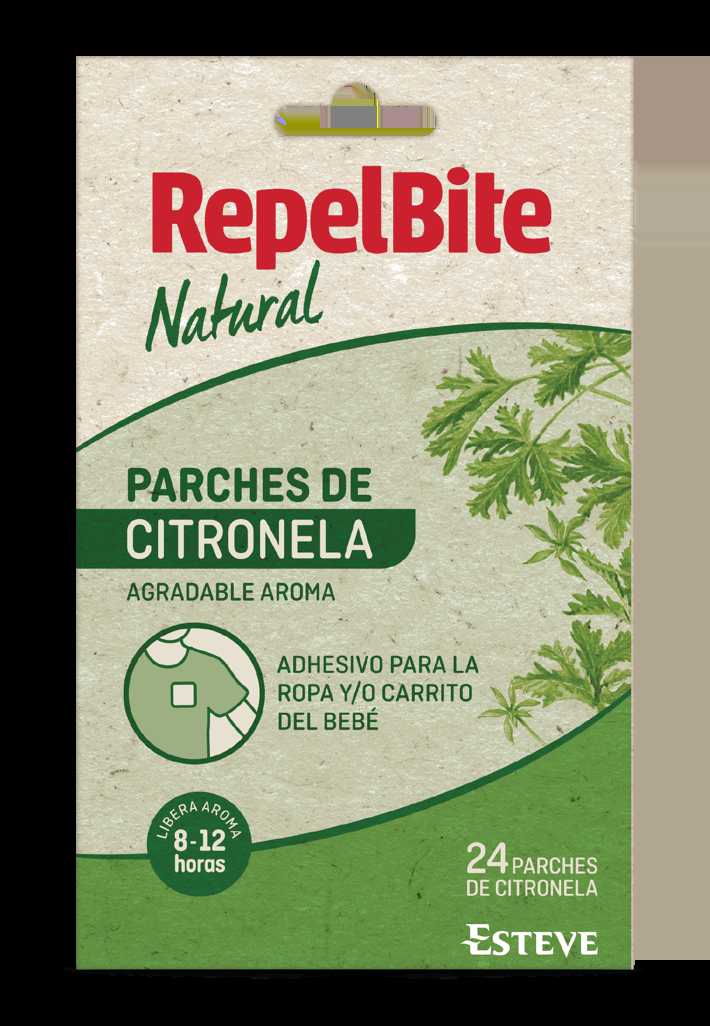 RepelBite
Natural
PARCHES DE
CITRONELA
AGRADABLE AROMA
ADHESIVO PARA LA
ROPA Y/O CARRITO
DEL BEBÉ
LIBERA AROMA
8-12
horas
24 PARCHES
DE CITRONELA
ESTEVE